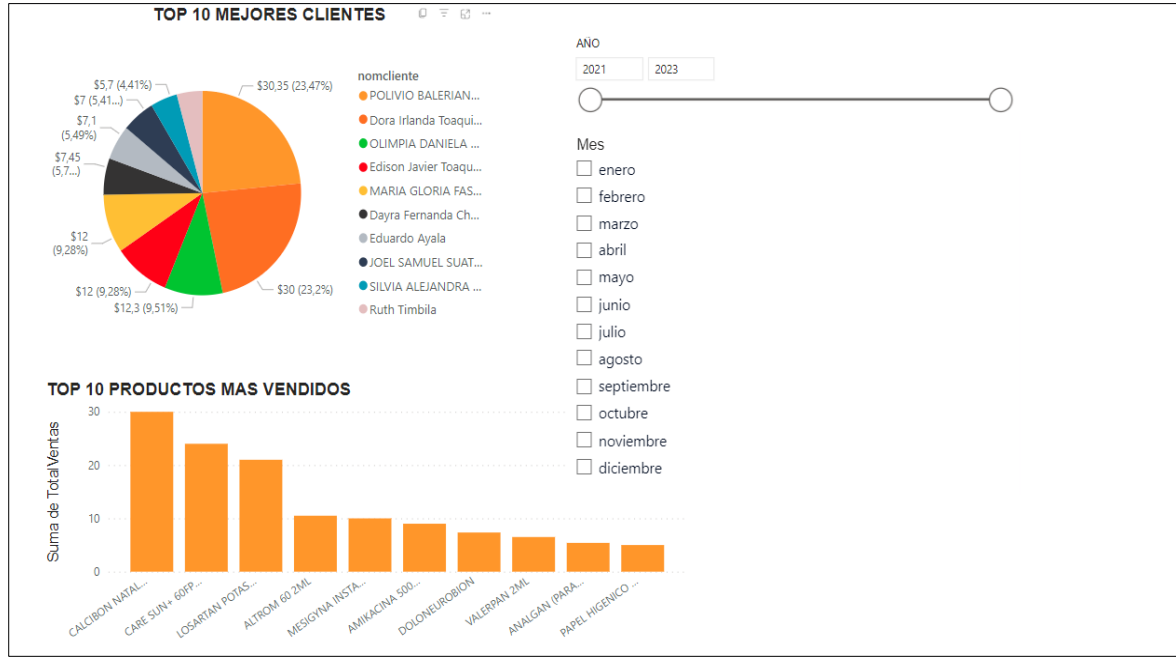 TOP 10 MEJORES CLIENTES
$5,7 (4,41%)
$7 (5,41...)
$7,1
(5,49%)
$7,45
(5,7...)
$12
(9,28%)
$12 (9,28%)
$12,3 (9,51%)
$30,35 (23,47%)
$30 (23,2%)
nomcliente
POLIVIO BALERIAN...
Dora Irlanda Toaqui...
OLIMPIA DANIELA ...
Edison Javier Toaqu...
MARIA GLORIA FAS...
Dayra Fernanda Ch...
Eduardo Ayala
JOEL SAMUEL SUAT...
SILVIA ALEJANDRA ...
Ruth Timbila
AÑO
2021 2023
Mes
enero
febrero
marzo
abril
mayo
junio
julio
agosto
septiembre
octubre
noviembre
diciembre
TOP 10 PRODUCTOS MAS VENDIDOS
Suma de TotalVentas
30
20
10
0
CALCIBON NATAL...
CARE SUN+ 60FP...
LOSARTAN POTAS...
ALTROM 60 2ML
MESIGYNA INSTA...
AMIKACINA 500...
DOLONEUROBION
VALERPAN 2ML
ANALGAN (PARA...
PAPEL HIGENICO ...